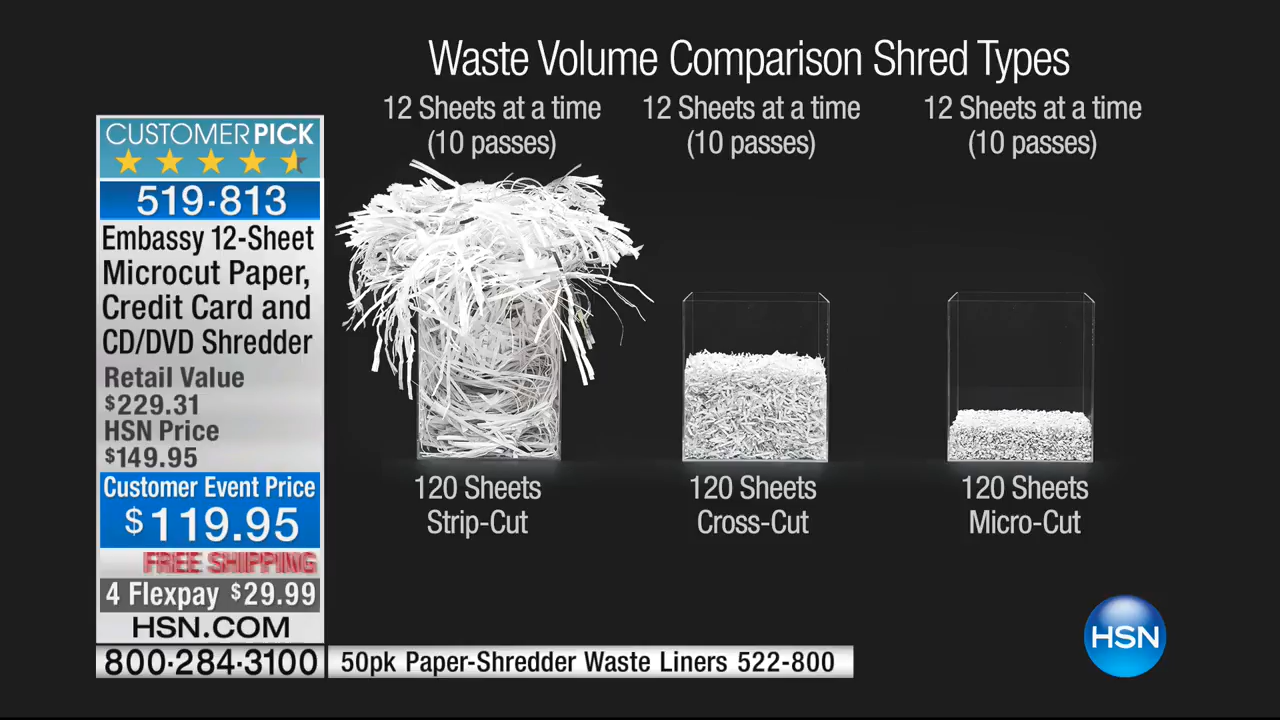 Waste Volume Comparison Shred Types
12 Sheets at a time
(10 passes)
12 Sheets at a time
(10 passes)
12 Sheets at a time
(10 passes)
120 Sheets
Strip-Cut
120 Sheets
Cross-Cut
120 Sheets
Micro-Cut
CUSTOMERPICK
519·813
Embassy 12-Sheet
Microcut Paper,
Credit Card and
CD/DVD Shredder
Retail Value
$229.31
HSN Price
$149.95
Customer Event Price
$119.95
FREE SHIPPING
4 Flexpay $29.99
HSN.COM
800·284·3100
50pk Paper-Shredder Waste Liners 522-800
HSN